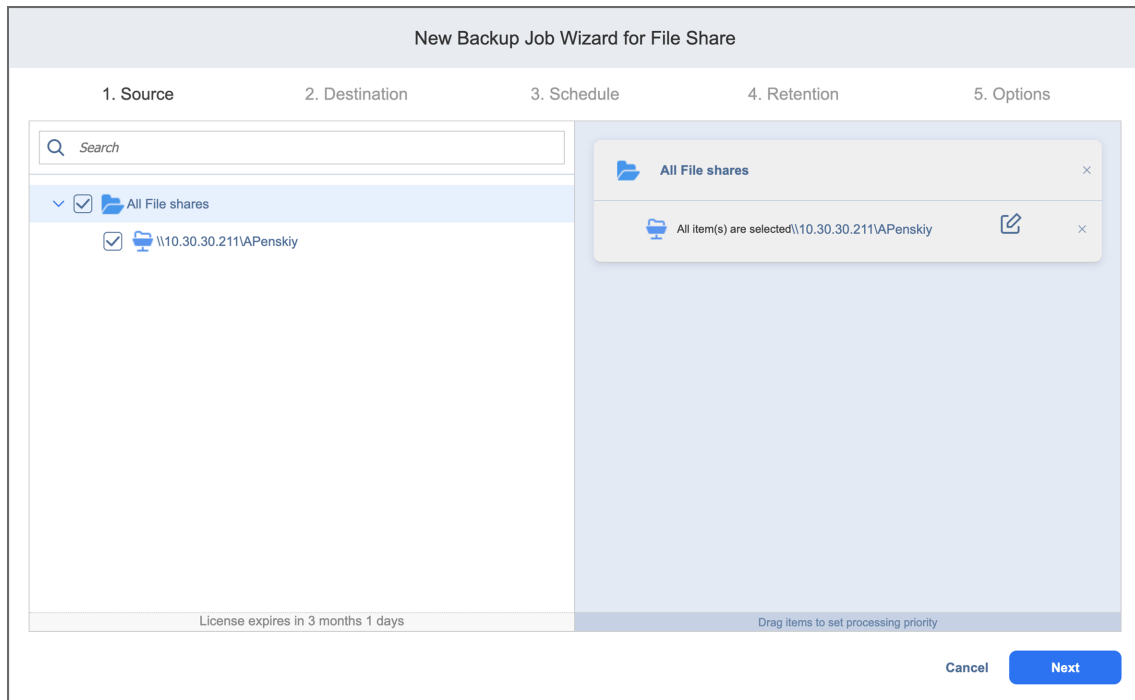 New Backup Job Wizard for File Share
1. Source
2. Destination
3. Schedule
4. Retention
5. Options
Search
All File shares
\\10.30.30.211\APenskiy
License expires in 3 months 1 days
All File shares
All item(s) are selected\\10.30.30.211\APenskiy
Drag items to set processing priority
Cancel
Next